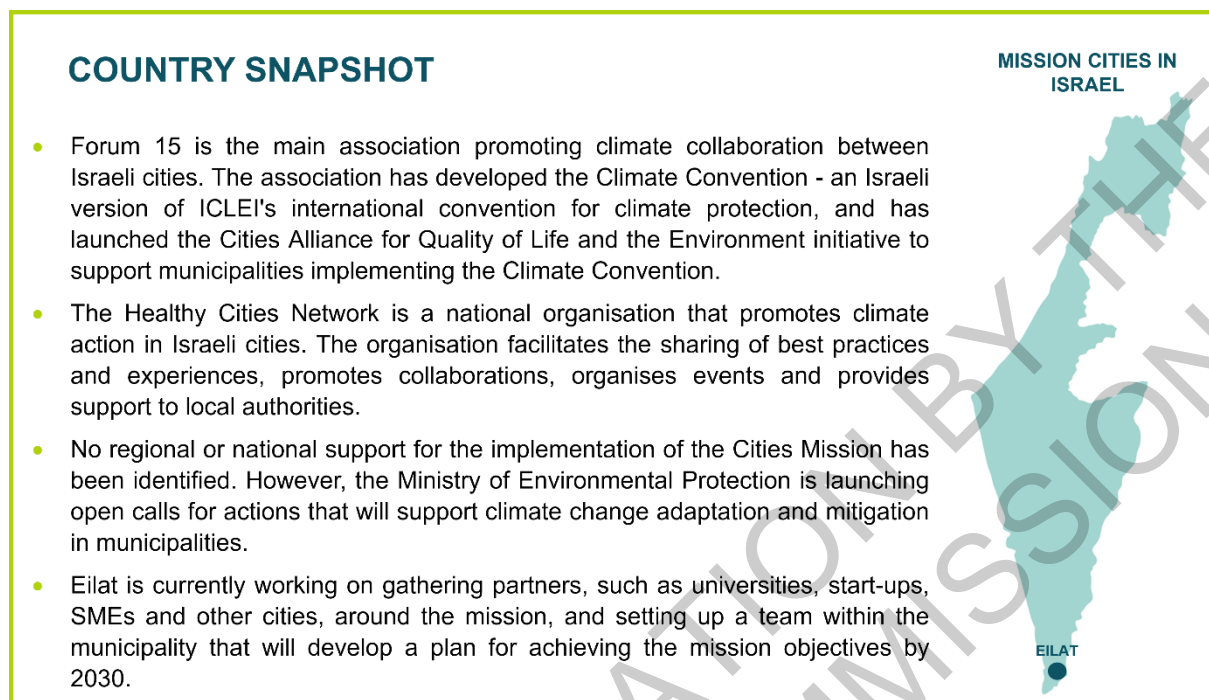 COUNTRY SNAPSHOT
MISSION CITIES IN
ISRAEL
• Forum 15 is the main association promoting climate collaboration between
Israeli cities. The association has developed the Climate Convention - an Israeli
version of ICLEI's international convention for climate protection, and has
launched the Cities Alliance for Quality of Life and the Environment initiative to
support municipalities implementing the Climate Convention.
• The Healthy Cities Network is a national organisation that promotes climate
action in Israeli cities. The organisation facilitates the sharing of best practices
and experiences, promotes collaborations, organises events and provides
support to local authorities.
• No regional or national support for the implementation of the Cities Mission has
been identified. However, the Ministry of Environmental Protection is launching
open calls for actions that will support climate change adaptation and mitigation
in municipalities.
• Eilat is currently working on gathering partners, such as universities, start-ups,
SMEs and other cities, around the mission, and setting up a team within the
municipality that will develop a plan for achieving the mission objectives by
2030.
EILAT
BY THE